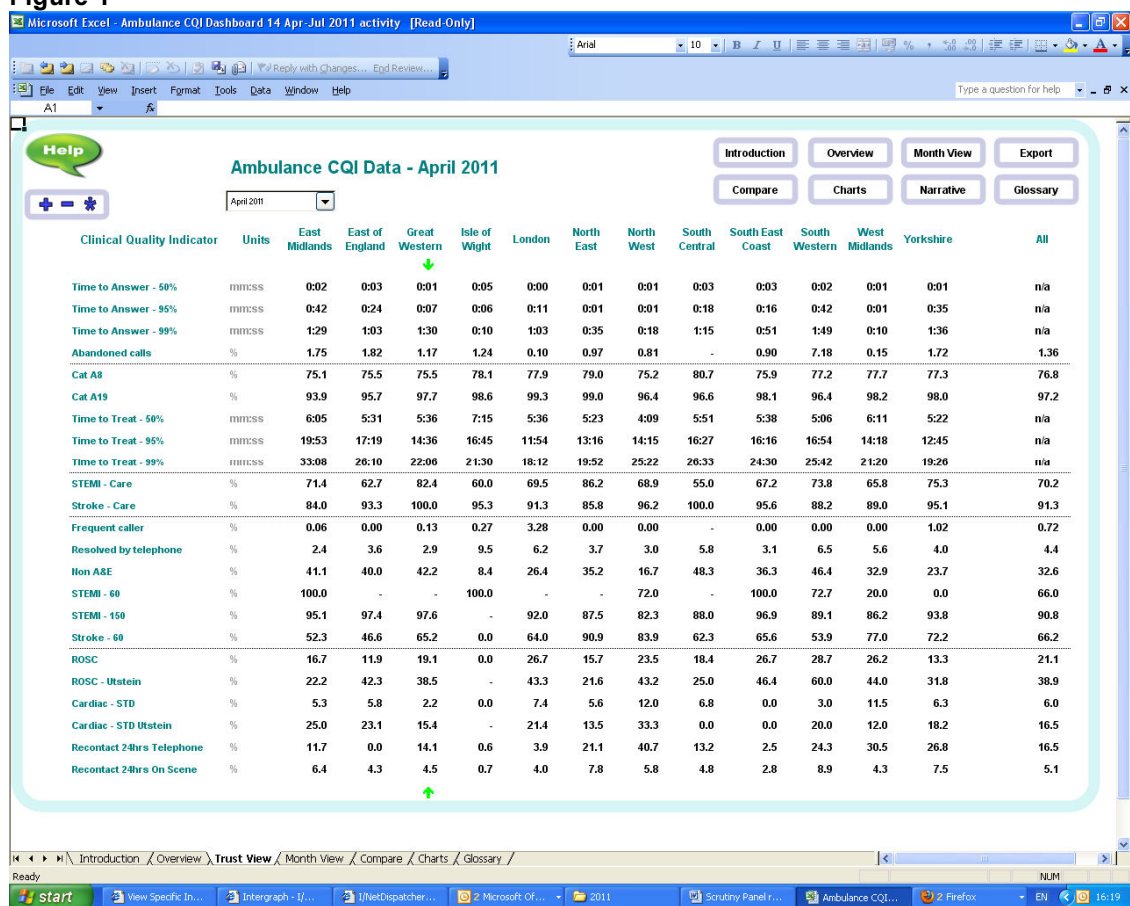 Figure 1
Microsoft Excel - Ambulance CQI Dashboard 14 Apr-Jul 2011 activity [Read-Only]
Arial 10 B I U
Reply with Changes... End Review...
File Edit View Insert Format Tools Data Window Help Type a question for help
A1 fx
Help Introduction Overview Month View Export
Ambulance CQI Data - April 2011
Compare Charts Narrative Glossary
April 2011
Clinical Quality Indicator Units East Midlands East of England Great Western Isle of Wight London North East North West South Central South East Coast South Western West Midlands Yorkshire All
Time to Answer - 50% mm:ss 0:02 0:03 0:01 0:05 0:00 0:01 0:01 0:03 0:03 0:02 0:01 0:01 n/a
Time to Answer - 95% mm:ss 0:42 0:24 0:07 0:06 0:11 0:01 0:01 0:18 0:16 0:42 0:01 0:35 n/a
Time to Answer - 99% mm:ss 1:29 1:03 1:30 0:10 1:03 0:35 0:18 1:15 0:51 1:49 0:10 1:36 n/a
Abandoned calls % 1.75 1.82 1.17 1.24 0.10 0.97 0.81 - 0.90 7.18 0.15 1.72 1.36
Cat A8 % 75.1 75.5 75.5 78.1 77.9 79.0 75.2 80.7 75.9 77.2 77.7 77.3 76.8
Cat A19 % 93.9 95.7 97.7 98.6 99.3 99.0 96.4 96.6 98.1 96.4 98.2 98.0 97.2
Time to Treat - 50% mm:ss 6:05 5:31 5:36 7:15 5:36 5:23 4:09 5:51 5:38 5:06 6:11 5:22 n/a
Time to Treat - 95% mm:ss 19:53 17:19 14:36 16:45 11:54 13:16 14:15 16:27 16:16 16:54 14:18 12:45 n/a
Time to Treat - 99% mm:ss 33:08 26:10 22:06 21:30 18:12 19:52 25:22 26:33 24:30 25:42 21:20 19:26 n/a
STEMI - Care % 71.4 62.7 82.4 60.0 69.5 86.2 68.9 55.0 67.2 73.8 65.8 75.3 70.2
Stroke - Care % 84.0 93.3 100.0 95.3 91.3 85.8 96.2 100.0 95.6 88.2 89.0 95.1 91.3
Frequent caller % 0.06 0.00 0.13 0.27 3.28 0.00 0.00 - 0.00 0.00 0.00 1.02 0.72
Resolved by telephone % 2.4 3.6 2.9 9.5 6.2 3.7 3.0 5.8 3.1 6.5 5.6 4.0 4.4
Non A&E % 41.1 40.0 42.2 8.4 26.4 35.2 16.7 48.3 36.3 46.4 32.9 23.7 32.6
STEMI - 60 % 100.0 - - 100.0 - - 72.0 - 100.0 72.7 20.0 0.0 66.0
STEMI - 150 % 95.1 97.4 97.6 - 92.0 87.5 82.3 88.0 96.9 89.1 86.2 93.8 90.8
Stroke - 60 % 52.3 46.6 65.2 0.0 64.0 90.9 83.9 62.3 65.6 53.9 77.0 72.2 66.2
ROSC % 16.7 11.9 19.1 0.0 26.7 15.7 23.5 18.4 26.7 28.7 26.2 13.3 21.1
ROSC - Utstein % 22.2 42.3 38.5 - 43.3 21.6 43.2 25.0 46.4 60.0 44.0 31.8 38.9
Cardiac - STD % 5.3 5.8 2.2 0.0 7.4 5.6 12.0 6.8 0.0 3.0 11.5 6.3 6.0
Cardiac - STD Utstein % 25.0 23.1 15.4 - 21.4 13.5 33.3 0.0 0.0 20.0 12.0 18.2 16.5
Recontact 24hrs Telephone % 11.7 0.0 14.1 0.6 3.9 21.1 40.7 13.2 2.5 24.3 30.5 26.8 16.5
Recontact 24hrs On Scene % 6.4 4.3 4.5 0.7 4.0 7.8 5.8 4.8 2.8 8.9 4.3 7.5 5.1
Introduction Overview Trust View Month View Compare Charts Glossary
Ready NUM
start View Specific In... Intergraph - I/... I/NetDispatcher... 2 Microsoft Of... 2011 Scrutiny Panel r... Ambulance CQI... 2 Firefox EN 16:19